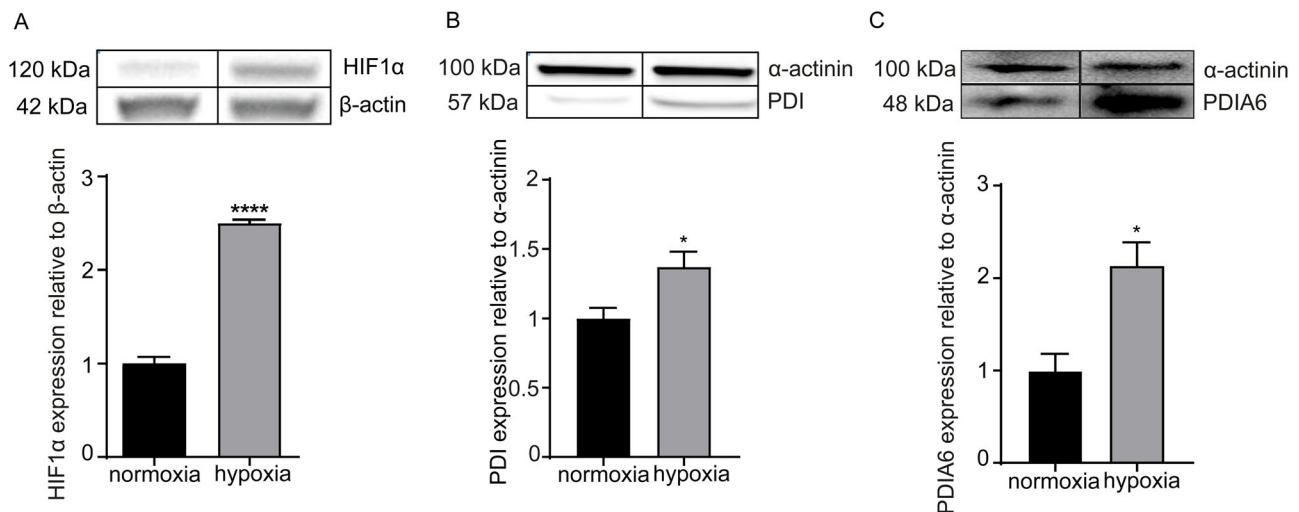 A
120 kDa HIF1α
42 kDa β-actin
HIF1α expression relative to β-actin
3
****
2
1
0
normoxia hypoxia
B
100 kDa α-actinin
57 kDa PDI
PDI expression relative to α-actinin
2
1.5
*
1
0.5
0
normoxia hypoxia
C
100 kDa α-actinin
48 kDa PDIA6
PDIA6 expression relative to α-actinin
3
*
2
1
0
normoxia hypoxia